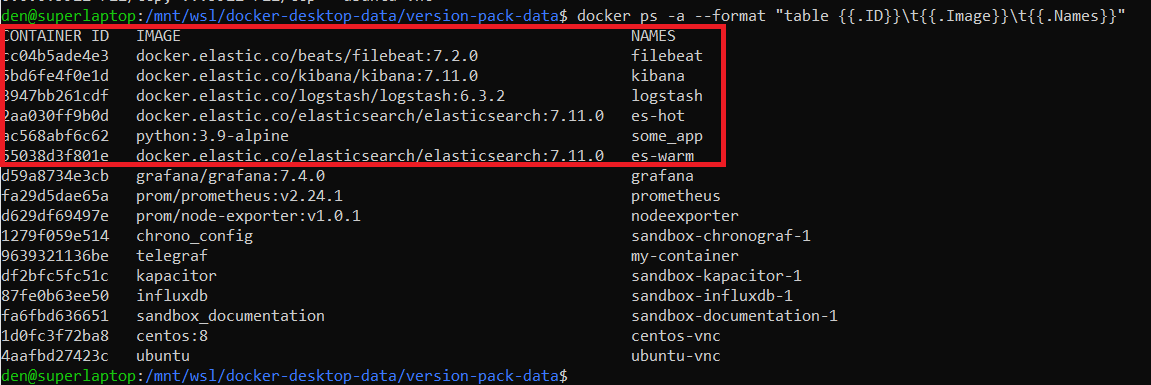 den@superlaptop:/mnt/wsl/docker-desktop-data/version-pack-data$ docker ps -a --format "table {{.ID}}\t{{.Image}}\t{{.Names}}"
CONTAINER ID IMAGE NAMES
cc04b5ade4e3 docker.elastic.co/beats/filebeat:7.2.0 filebeat
5bd6fe4f0e1d docker.elastic.co/kibana/kibana:7.11.0 kibana
3947bb261cdf docker.elastic.co/logstash/logstash:6.3.2 logstash
2aa030ff9b0d docker.elastic.co/elasticsearch/elasticsearch:7.11.0 es-hot
ac568abf6c62 python:3.9-alpine some_app
55038d3f801e docker.elastic.co/elasticsearch/elasticsearch:7.11.0 es-warm
d59a8734e3cb grafana/grafana:7.4.0 grafana
fa29d5dae65a prom/prometheus:v2.24.1 prometheus
d629df69497e prom/node-exporter:v1.0.1 nodeexporter
1279f059e514 chrono_config sandbox-chronograf-1
9639321136be telegraf my-container
df2bfc5fc51c kapacitor sandbox-kapacitor-1
87fe0b63ee50 influxdb sandbox-influxdb-1
fa6fbd636651 sandbox_documentation sandbox-documentation-1
1d0fc3f72ba8 centos:8 centos-vnc
4aafbd27423c ubuntu ubuntu-vnc
den@superlaptop:/mnt/wsl/docker-desktop-data/version-pack-data$